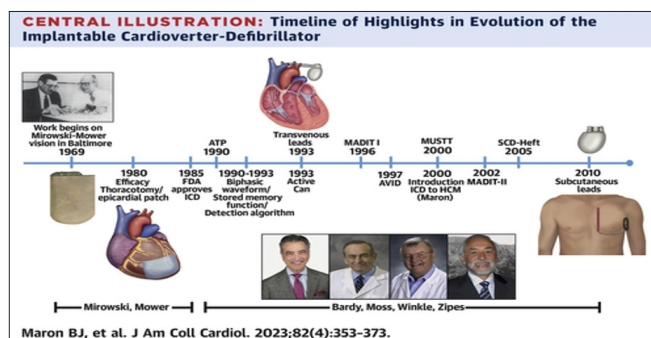 CENTRAL ILLUSTRATION: Timeline of Highlights in Evolution of the
Implantable Cardioverter-Defibrillator
Work begins on
Mirowski-Mower
vision in Baltimore
1969
1980
Efficacy
Thoracotomy/
epicardial patch
1985
FDA
approves
ICD
ATP
1990
1990-1993
Biphasic
waveform/
Stored memory
function/
Detection algorithm
Transvenous
leads
1993
1993
Active
Can
MADIT I
1996
1997
AVID
MUSTT
2000
2000
Introduction
ICD to HCM
(Maron)
2002
MADIT-II
SCD-Heft
2005
2010
Subcutaneous
leads
Mirowski, Mower
Bardy, Moss, Winkle, Zipes
Maron BJ, et al. J Am Coll Cardiol. 2023;82(4):353-373.